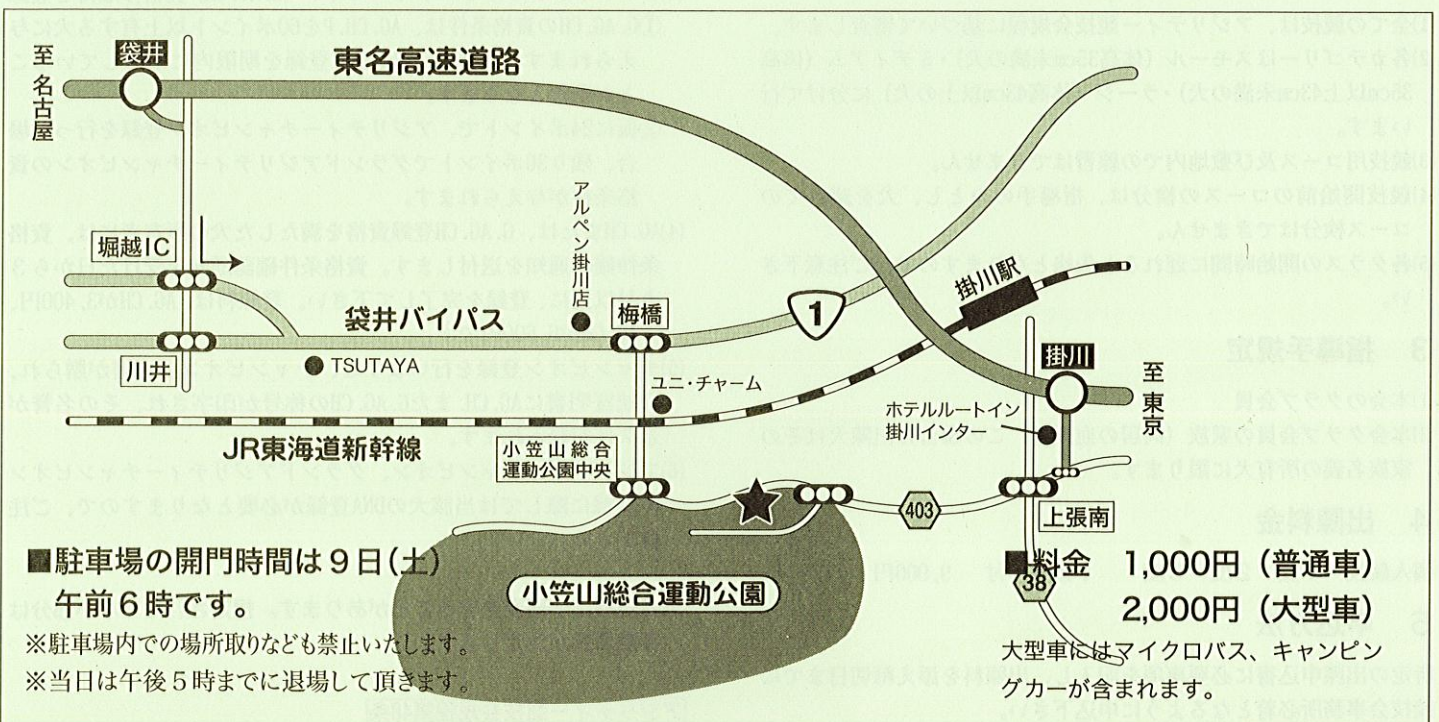 至名古屋
袋井
東名高速道路
堀越IC
袋井バイパス
アルペン掛川店
梅橋
1
掛川駅
川井
TSUTAYA
ユニ・チャーム
掛川
至東京
JR東海道新幹線
ホテルルートイン
掛川インター
小笠山総合
運動公園中央
403
上張南
38
小笠山総合運動公園
■駐車場の開門時間は9日(土)
午前6時です。
※駐車場内での場所取りなども禁止いたします。
※当日は午後5時までに退場して頂きます。
■料金 1,000円(普通車)
2,000円(大型車)
大型車にはマイクロバス、キャンピン
グカーが含まれます。